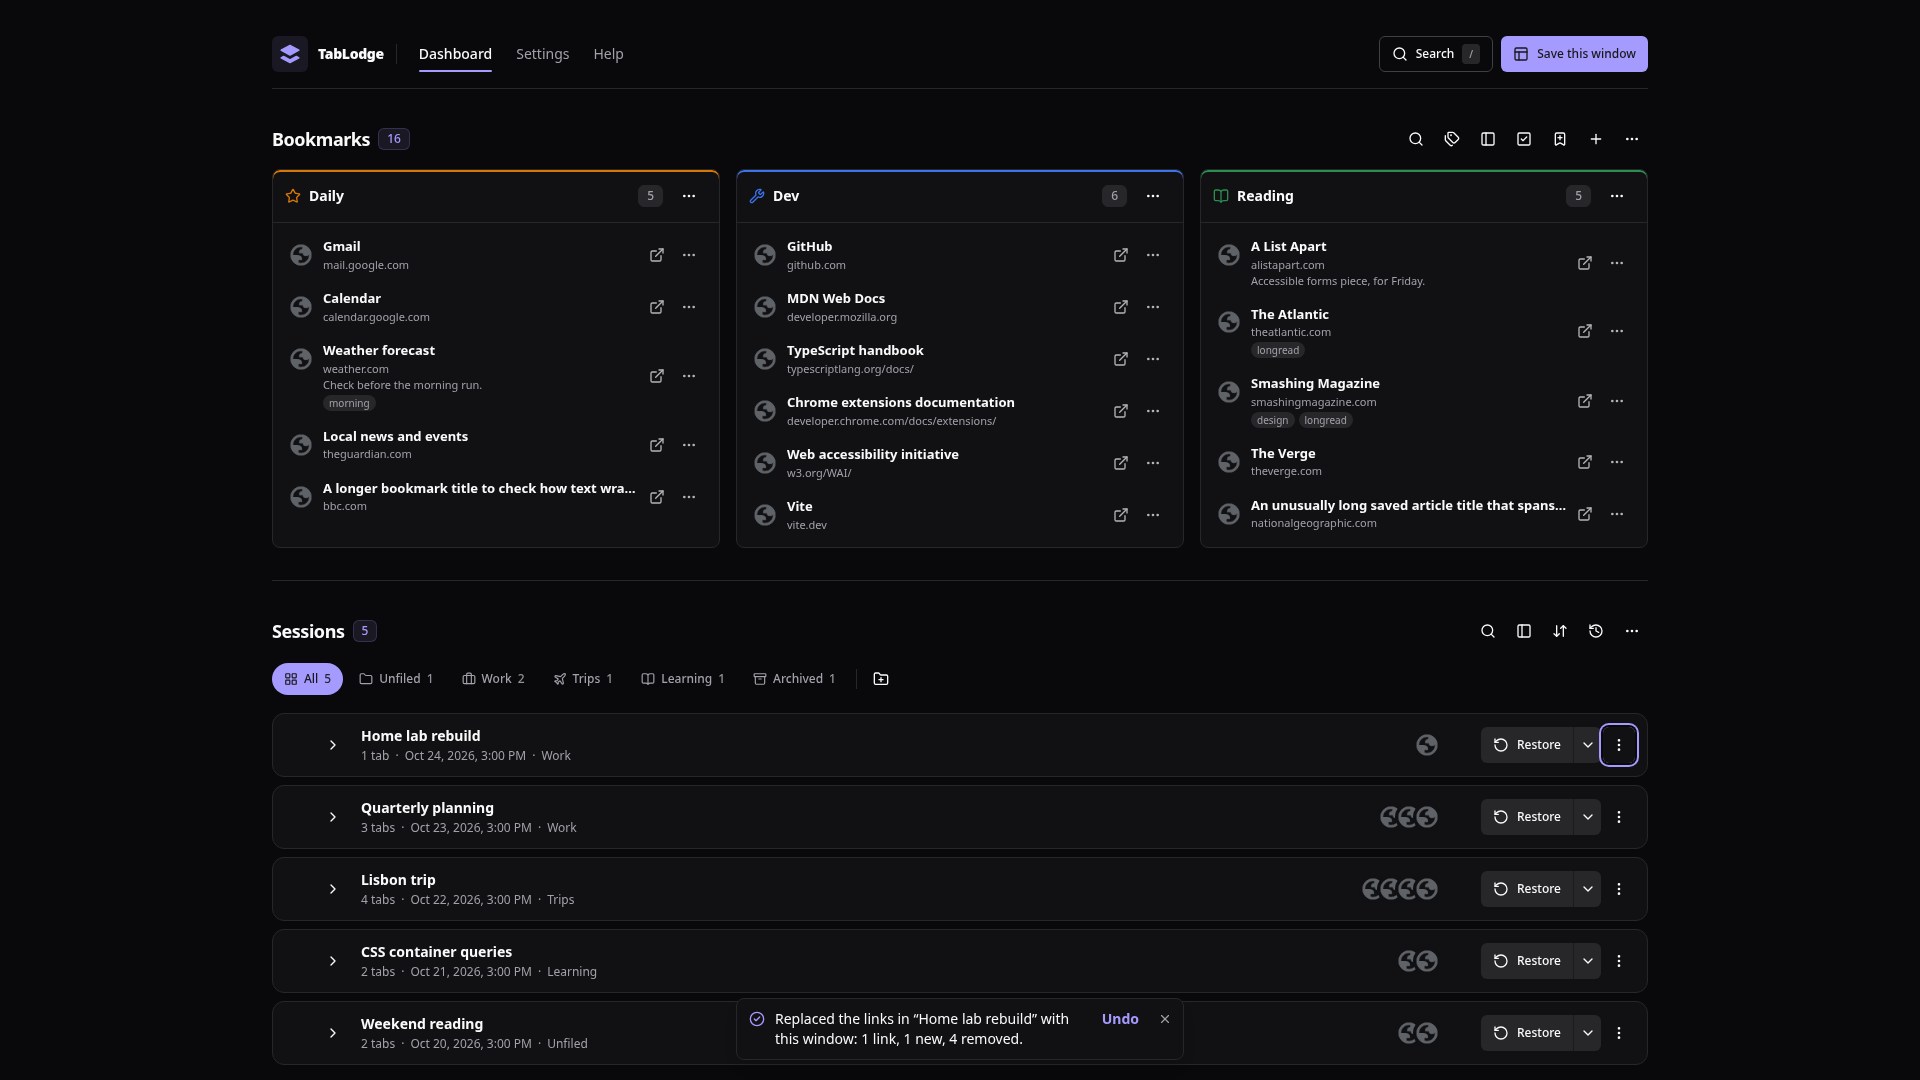 TabLodge
Dashboard
Settings
Help
Search /
Save this window
Bookmarks 16
Daily 5
Gmail
mail.google.com
Calendar
calendar.google.com
Weather forecast
weather.com
Check before the morning run.
morning
Local news and events
theguardian.com
A longer bookmark title to check how text wra...
bbc.com
Dev 6
GitHub
github.com
MDN Web Docs
developer.mozilla.org
TypeScript handbook
typescriptlang.org/docs/
Chrome extensions documentation
developer.chrome.com/docs/extensions/
Web accessibility initiative
w3.org/WAI/
Vite
vite.dev
Reading 5
A List Apart
alistapart.com
Accessible forms piece, for Friday.
The Atlantic
theatlantic.com
longread
Smashing Magazine
smashingmagazine.com
design longread
The Verge
theverge.com
An unusually long saved article title that spans...
nationalgeographic.com
Sessions 5
All 5
Unfiled 1
Work 2
Trips 1
Learning 1
Archived 1
Home lab rebuild
1 tab · Oct 24, 2026, 3:00 PM · Work
Restore
Quarterly planning
3 tabs · Oct 23, 2026, 3:00 PM · Work
Restore
Lisbon trip
4 tabs · Oct 22, 2026, 3:00 PM · Trips
Restore
CSS container queries
2 tabs · Oct 21, 2026, 3:00 PM · Learning
Restore
Weekend reading
2 tabs · Oct 20, 2026, 3:00 PM · Unfiled
Restore
Replaced the links in “Home lab rebuild” with
this window: 1 link, 1 new, 4 removed.
Undo